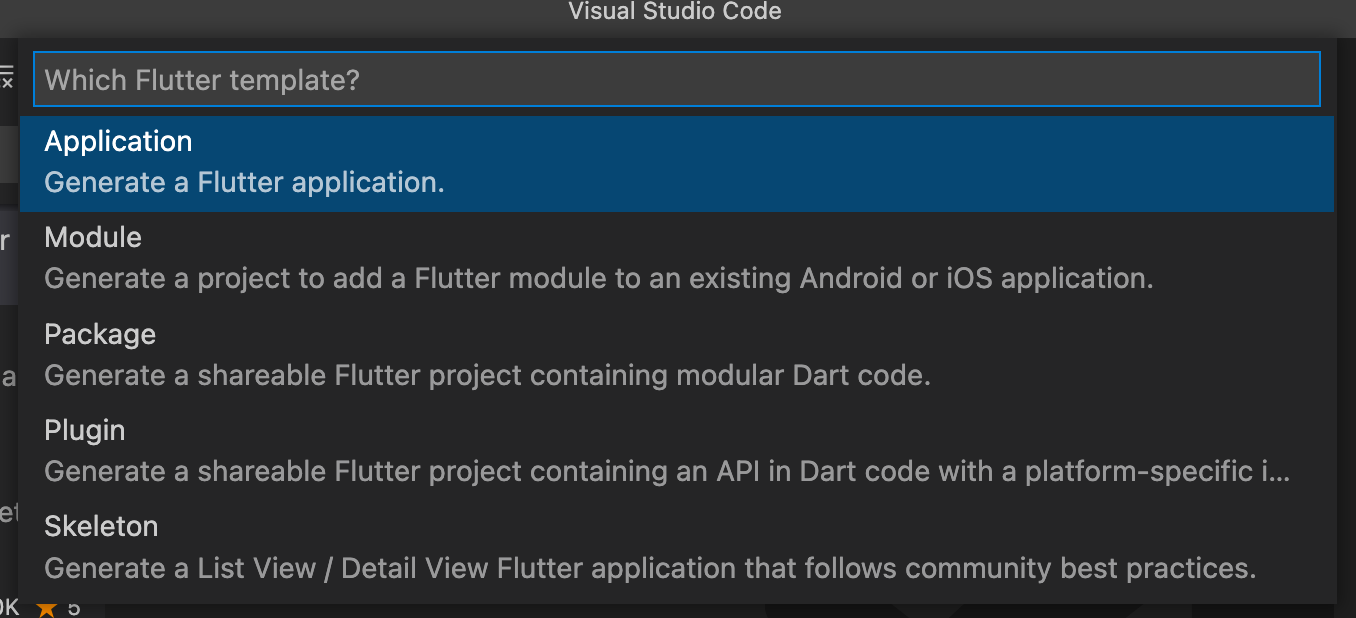 Visual Studio Code
Which Flutter template?
Application
Generate a Flutter application.
Module
Generate a project to add a Flutter module to an existing Android or iOS application.
Package
Generate a shareable Flutter project containing modular Dart code.
Plugin
Generate a shareable Flutter project containing an API in Dart code with a platform-specific i...
Skeleton
Generate a List View / Detail View Flutter application that follows community best practices.
5